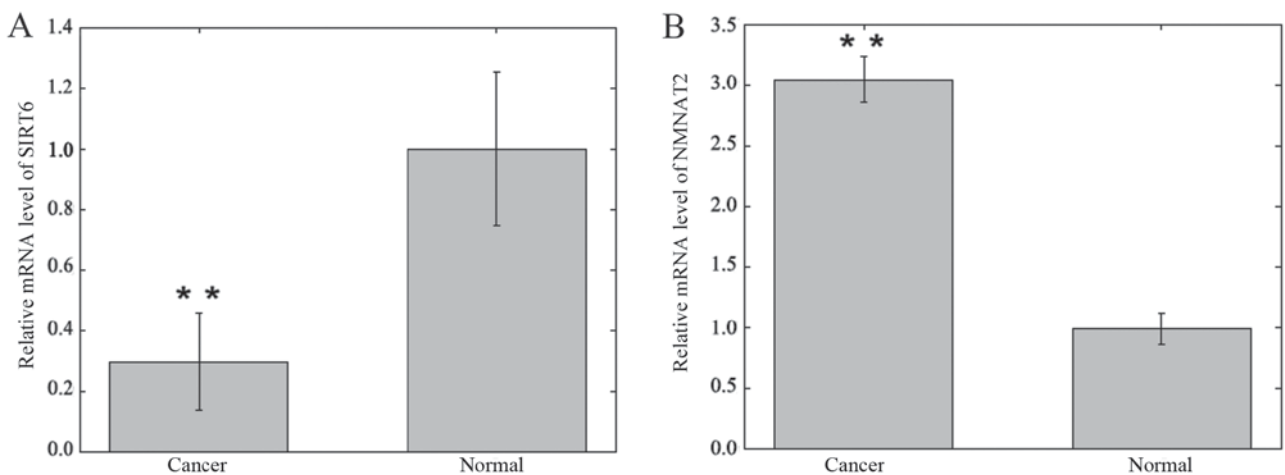 A
Relative mRNA level of SIRT6
1.4
1.2
1.0
0.8
0.6
0.4
0.2
0.0
* *
Cancer
Normal
B
Relative mRNA level of NMNAT2
3.5
3.0
2.5
2.0
1.5
1.0
0.5
0.0
* *
Cancer
Normal